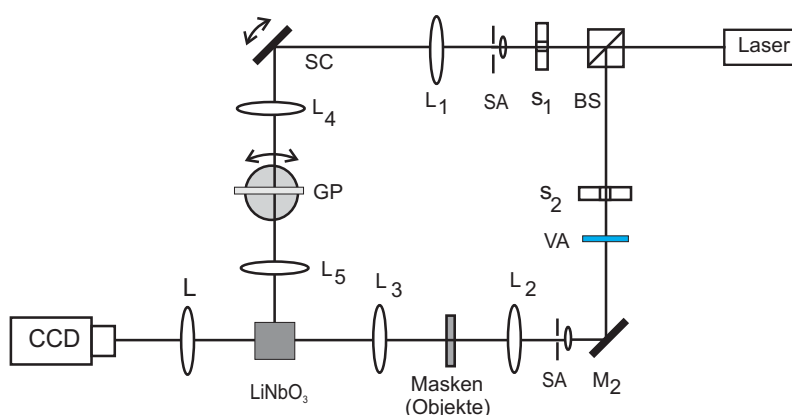 Laser
SC
L1
SA
S1
BS
L4
GP
S2
VA
L5
L
L3
L2
CCD
LiNbO3
Masken
(Objekte)
SA
M2